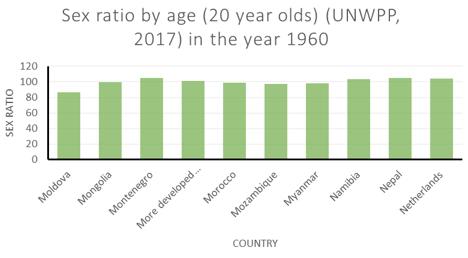 Sex ratio by age (20 year olds) (UNWPP,
2017) in the year 1960
120
100
80
60
40
20
0
SEX RATIO
Moldova
Mongolia
Montenegro
More developed...
Morocco
Mozambique
Myanmar
Namibia
Nepal
Netherlands
COUNTRY